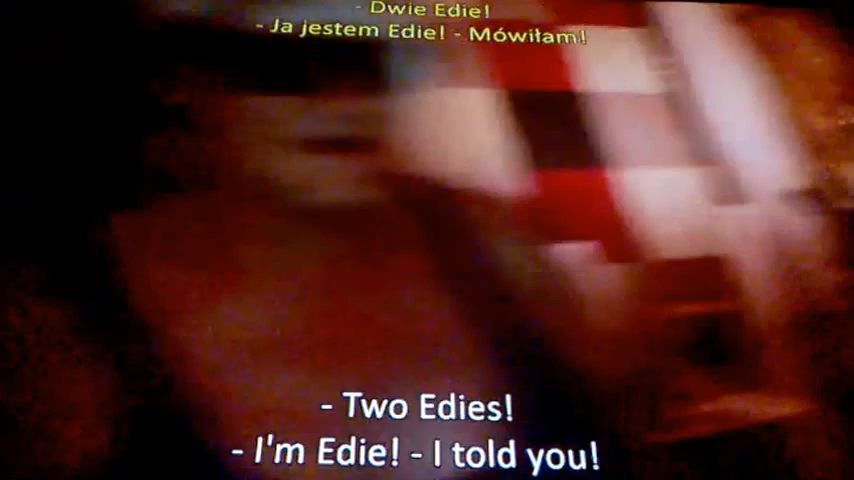 - Dwie Edie!
- Ja jestem Edie! - Mówiłam!
- Two Edies!
- I'm Edie! - I told you!